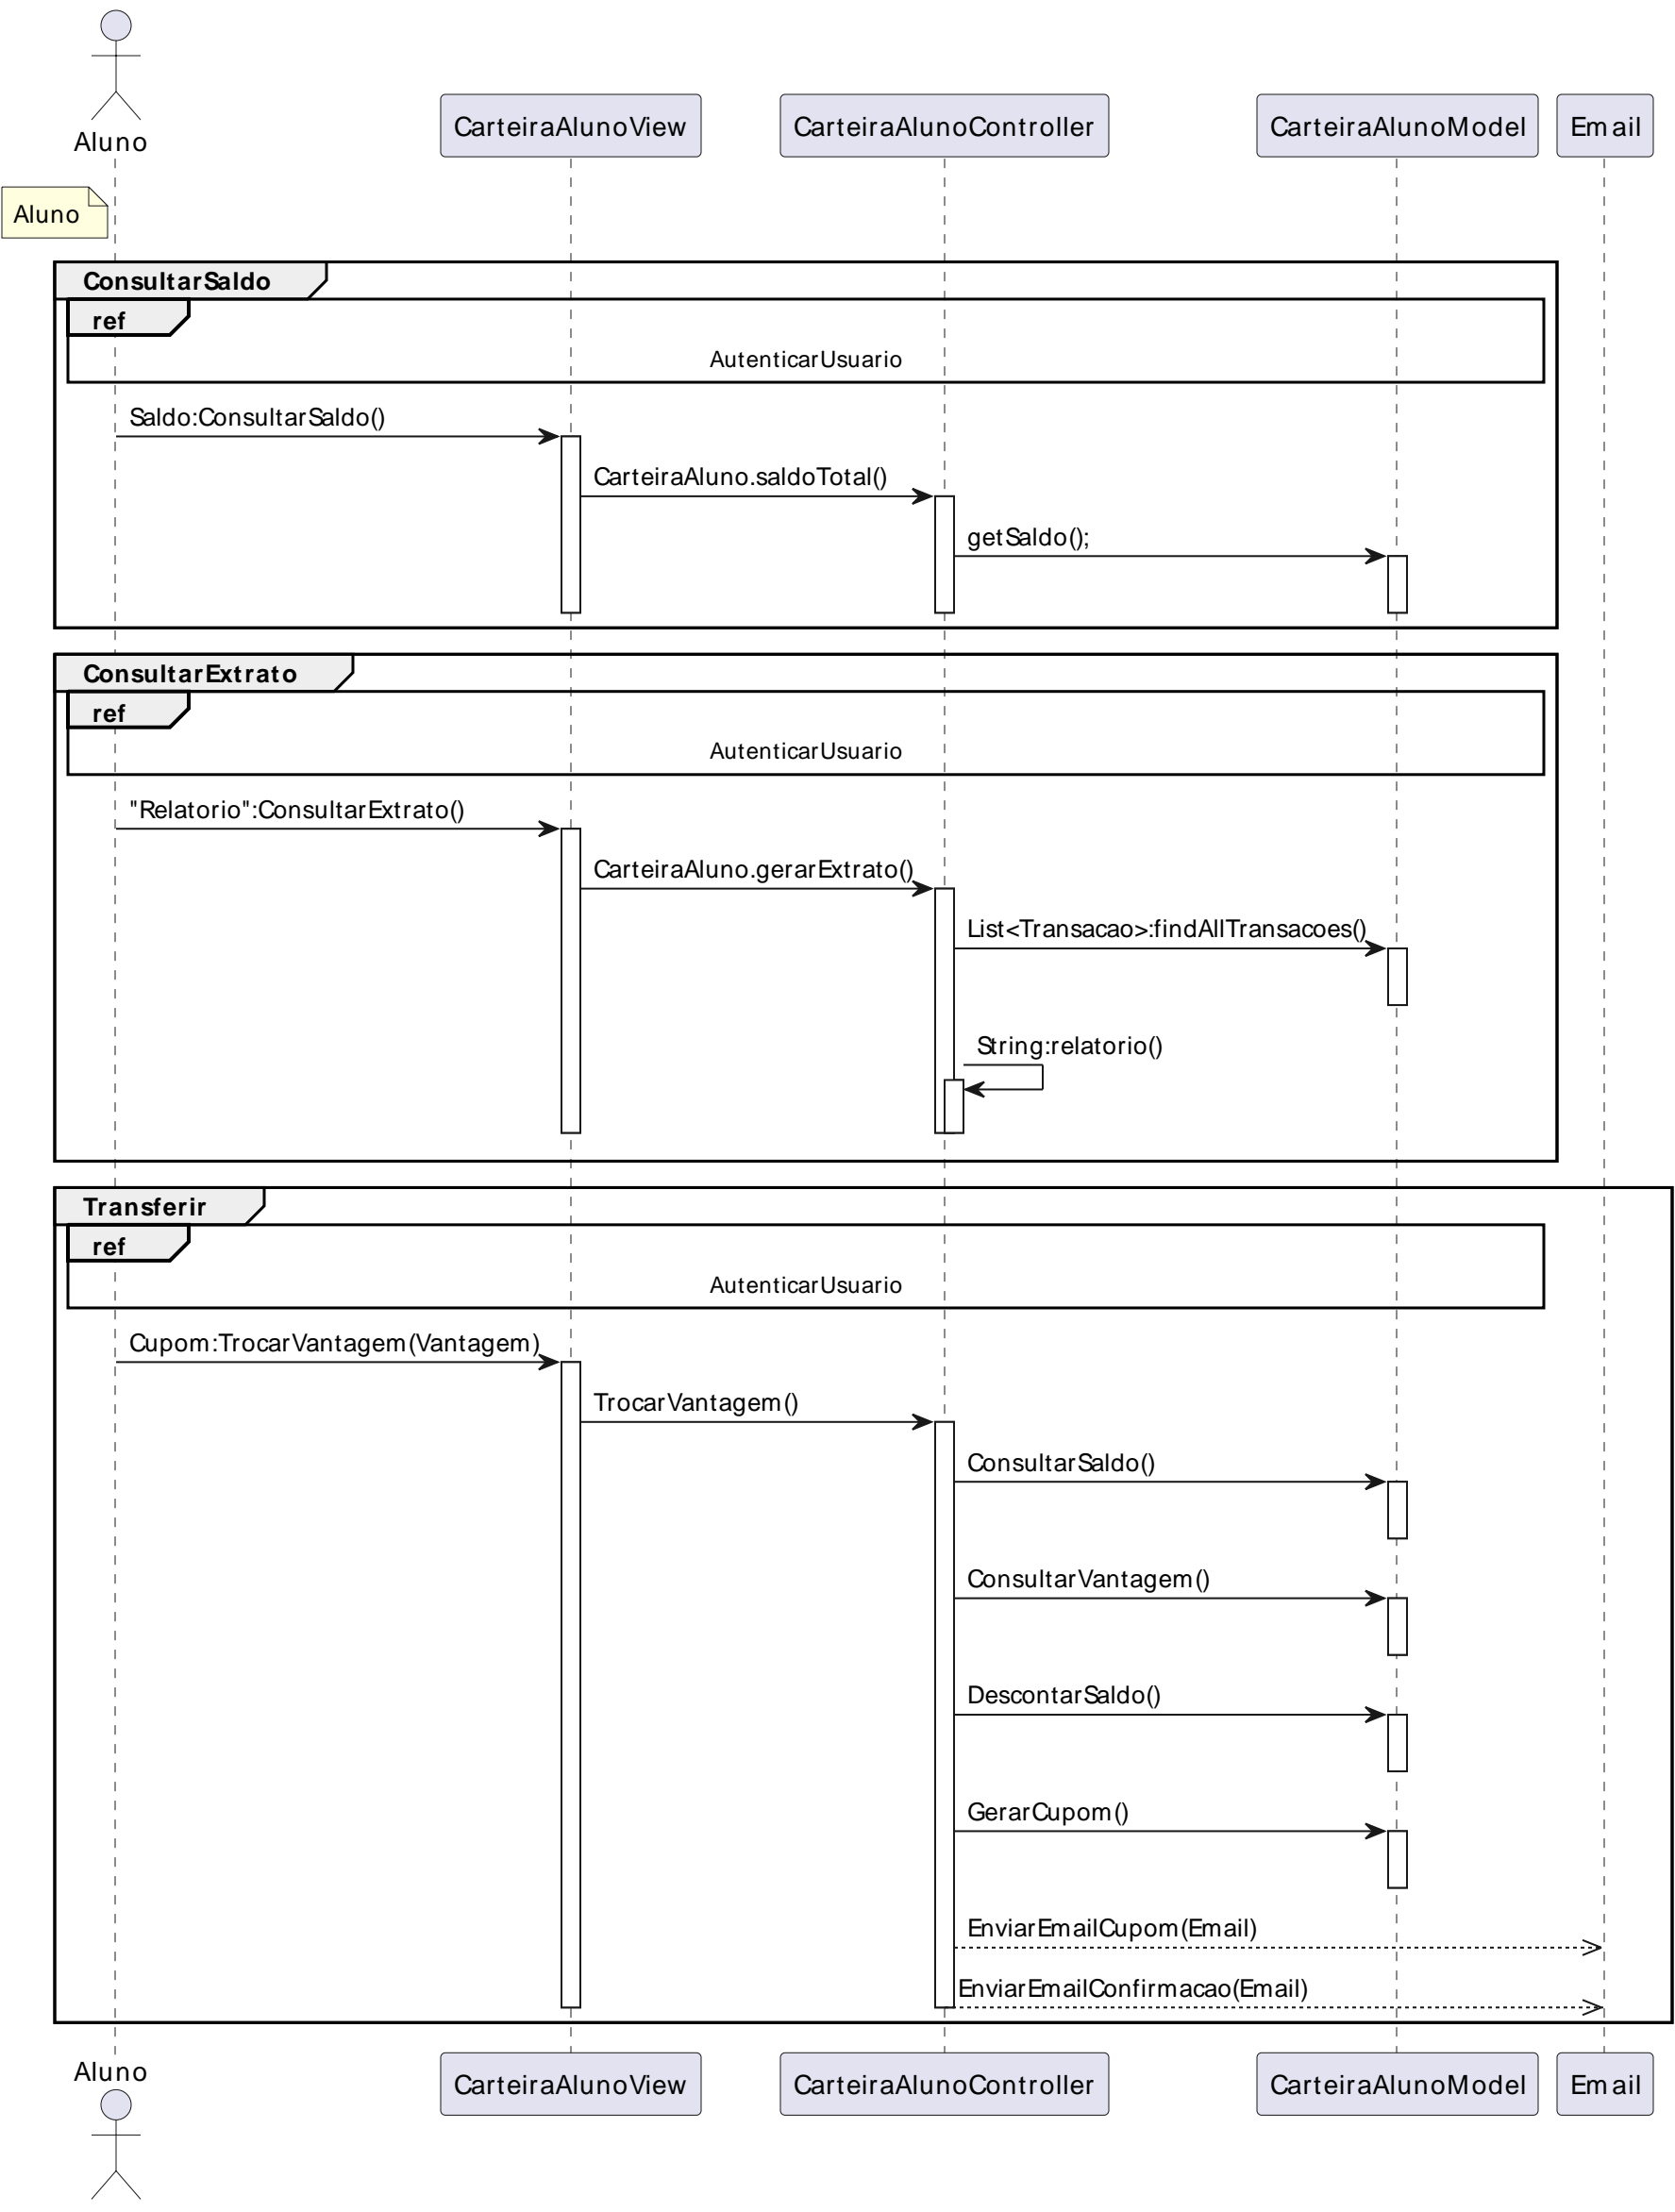 Aluno
CarteiraAlunoView
CarteiraAlunoController
CarteiraAlunoModel
Email
Aluno
ConsultarSaldo
ref
AutenticarUsuario
Saldo:ConsultarSaldo()
CarteiraAluno.saldoTotal()
getSaldo();
ConsultarExtrato
ref
AutenticarUsuario
"Relatorio":ConsultarExtrato()
CarteiraAluno.gerarExtrato()
List<Transacao>:findAllTransacoes()
String:relatorio()
Transferir
ref
AutenticarUsuario
Cupom:TrocarVantagem(Vantagem)
TrocarVantagem()
ConsultarSaldo()
ConsultarVantagem()
DescontarSaldo()
GerarCupom()
EnviarEmailCupom(Email)
EnviarEmailConfirmacao(Email)
Aluno
CarteiraAlunoView
CarteiraAlunoController
CarteiraAlunoModel
Email